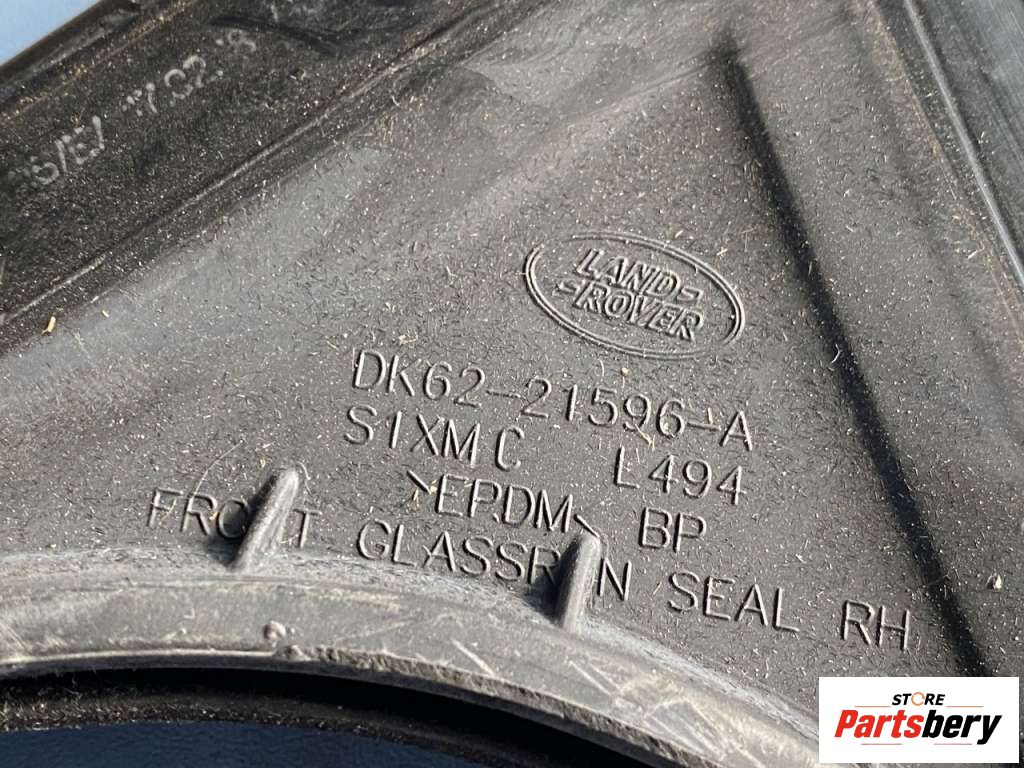 LAND
ROVER
DK62-21596-A
S1XMC L494
>EPDM< BP
FRONT GLASSRUN SEAL RH
STORE
Partsbery